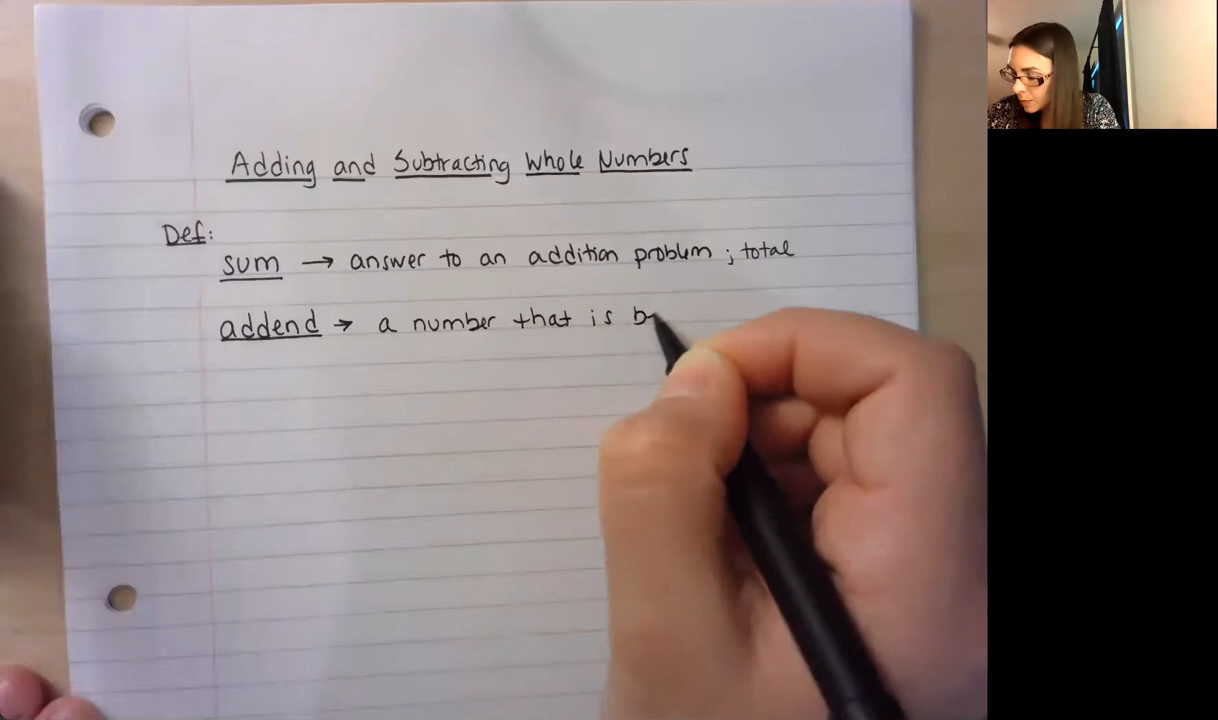 Adding and Subtracting Whole Numbers
Def:
sum → answer to an addition problem ; total
addend → a number that is b